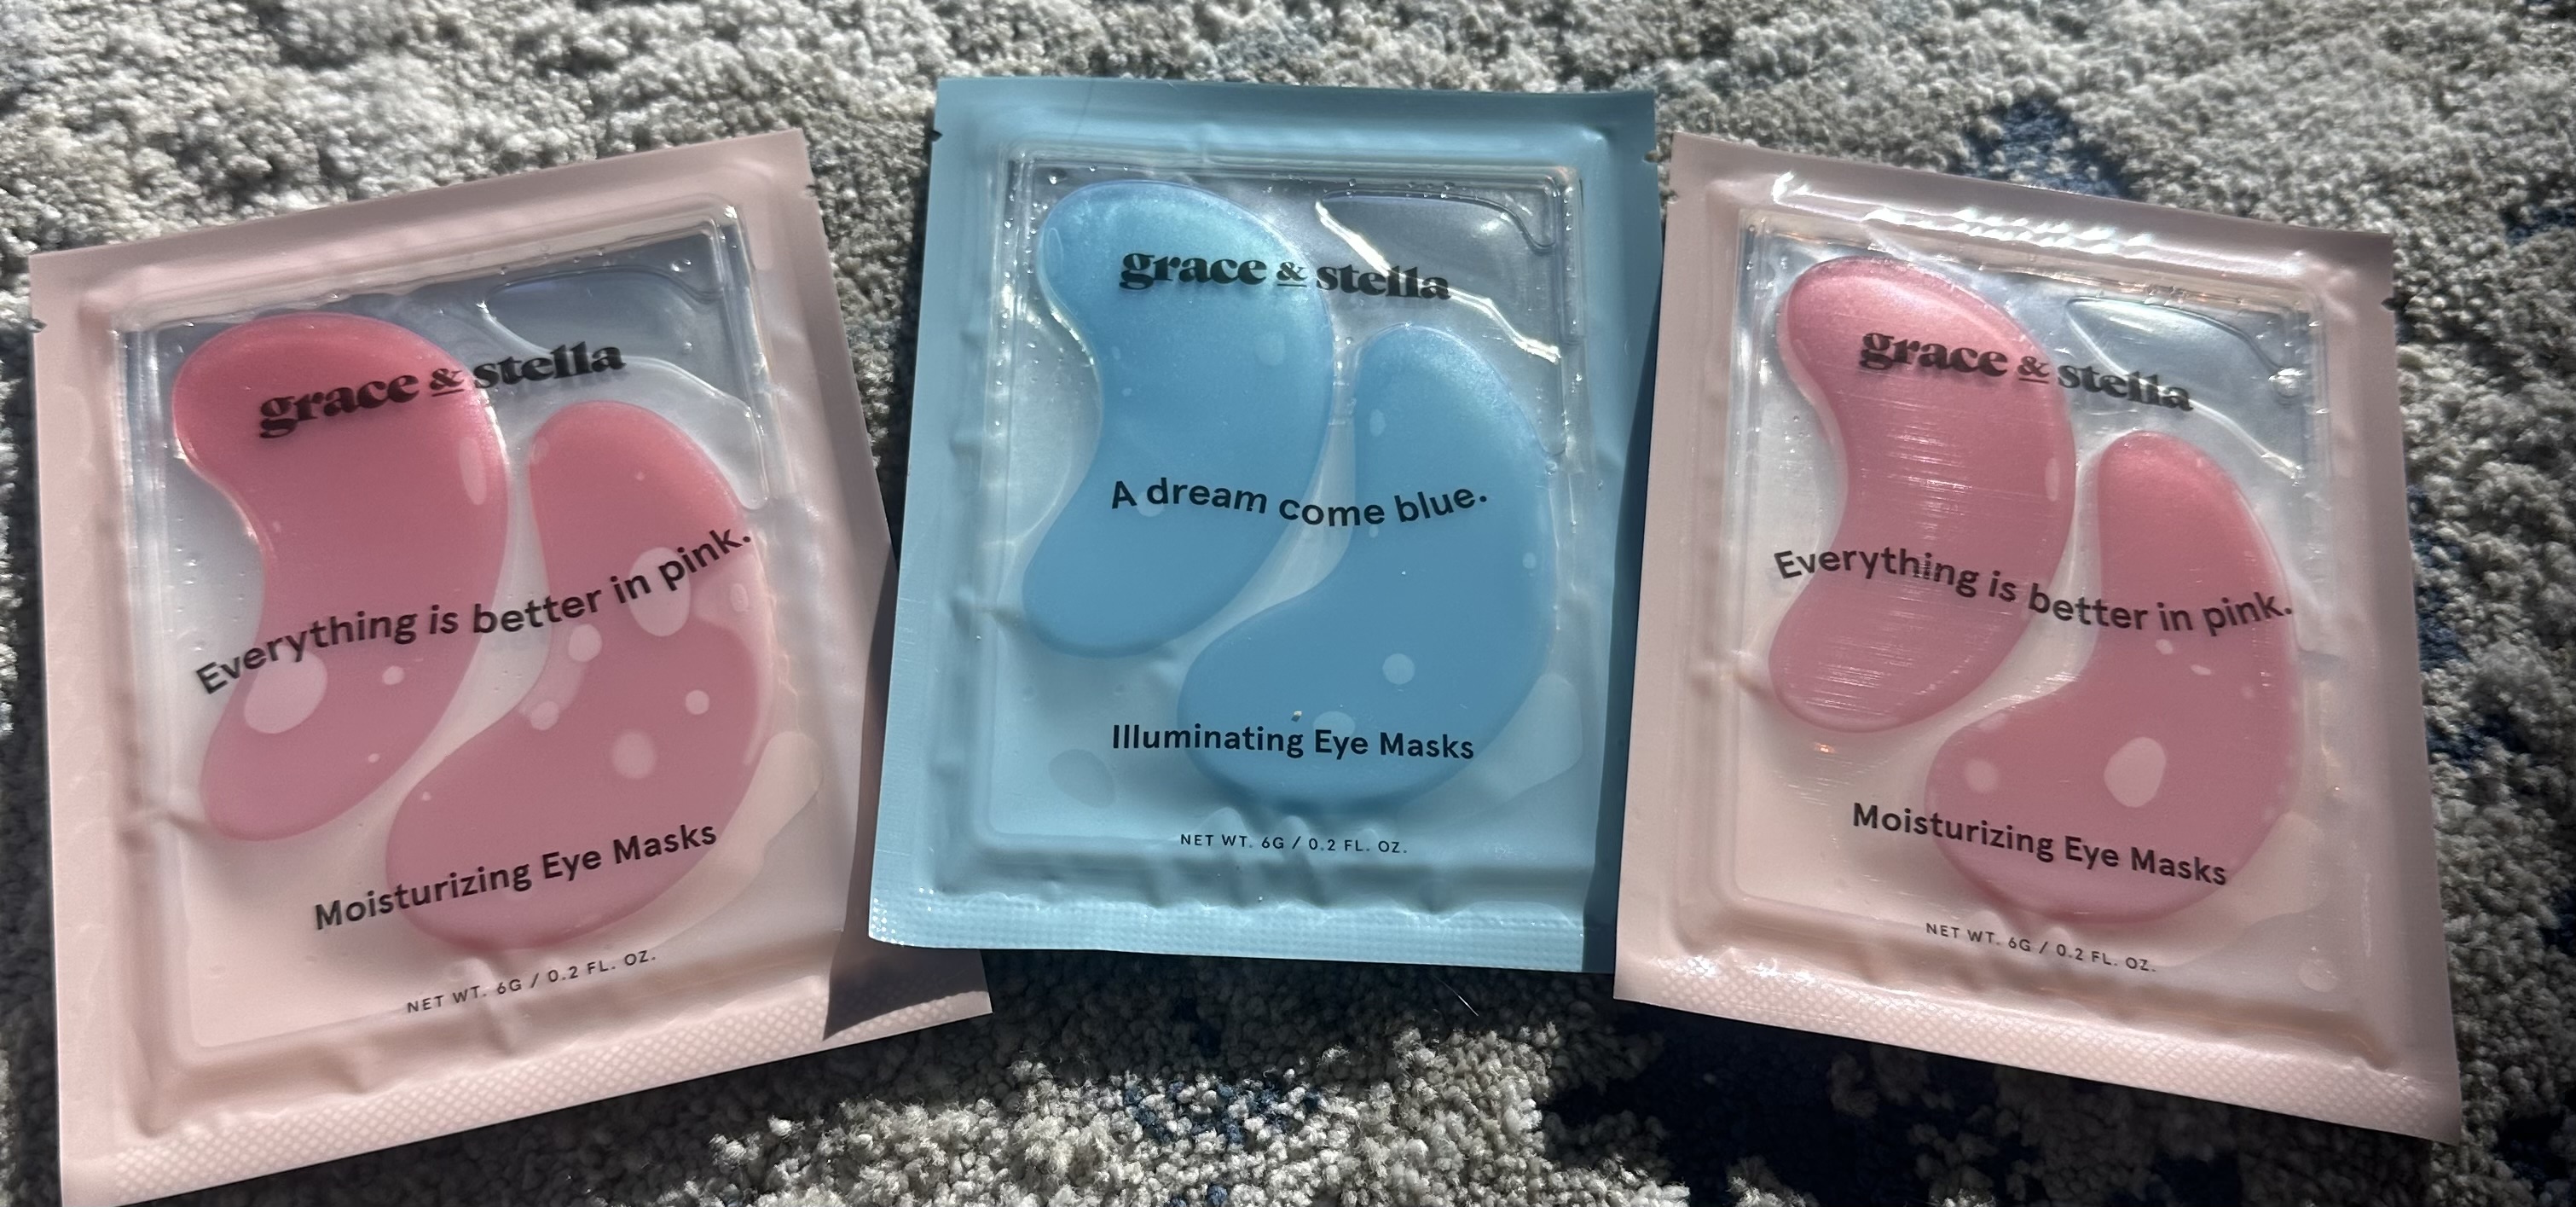 grace & stella
Everything is better in pink.
Moisturizing Eye Masks
NET WT. 6G / 0.2 FL. OZ.
grace & stella
A dream come blue.
Illuminating Eye Masks
NET WT. 6G / 0.2 FL. OZ.
grace & stella
Everything is better in pink.
Moisturizing Eye Masks
NET WT. 6G / 0.2 FL. OZ.